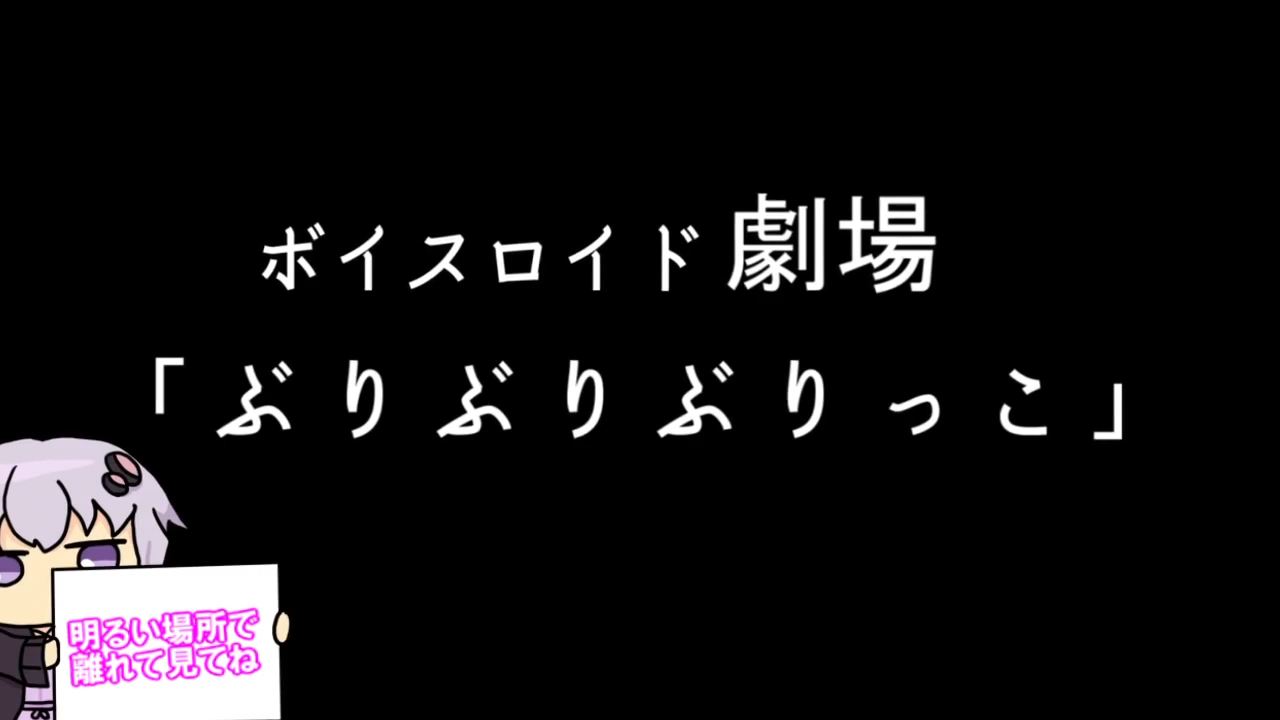 ボイスロイド劇場
「ぶりぶりぶりっこ」
明るい場所で
離れて見てね